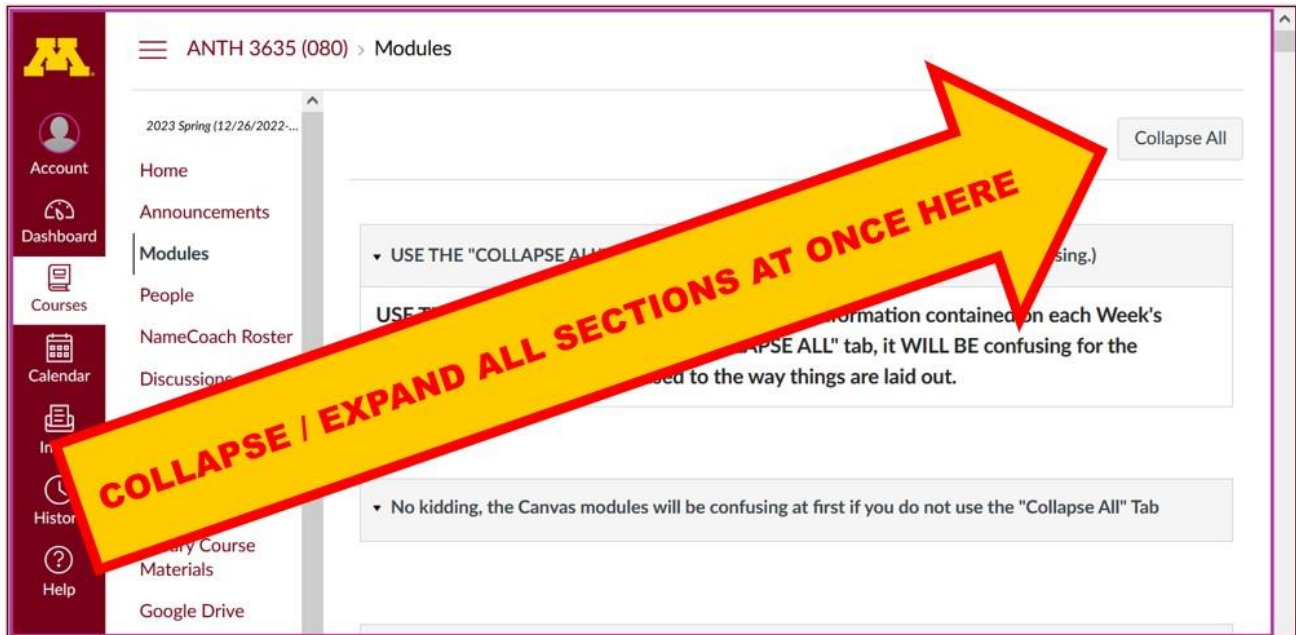 M
ANTH 3635 (080) > Modules
Account
Dashboard
Courses
Calendar
In
Histor
Help
2023 Spring (12/26/2022-...
Home
Announcements
Modules
People
NameCoach Roster
Discussions
Course
Materials
Google Drive
Collapse All
COLLAPSE / EXPAND ALL SECTIONS AT ONCE HERE
USE THE "COLLAPSE ALL" sing.)
USE T ormation contained on each Week's
APSE ALL" tab, it WILL BE confusing for the
sed to the way things are laid out.
No kidding, the Canvas modules will be confusing at first if you do not use the "Collapse All" Tab